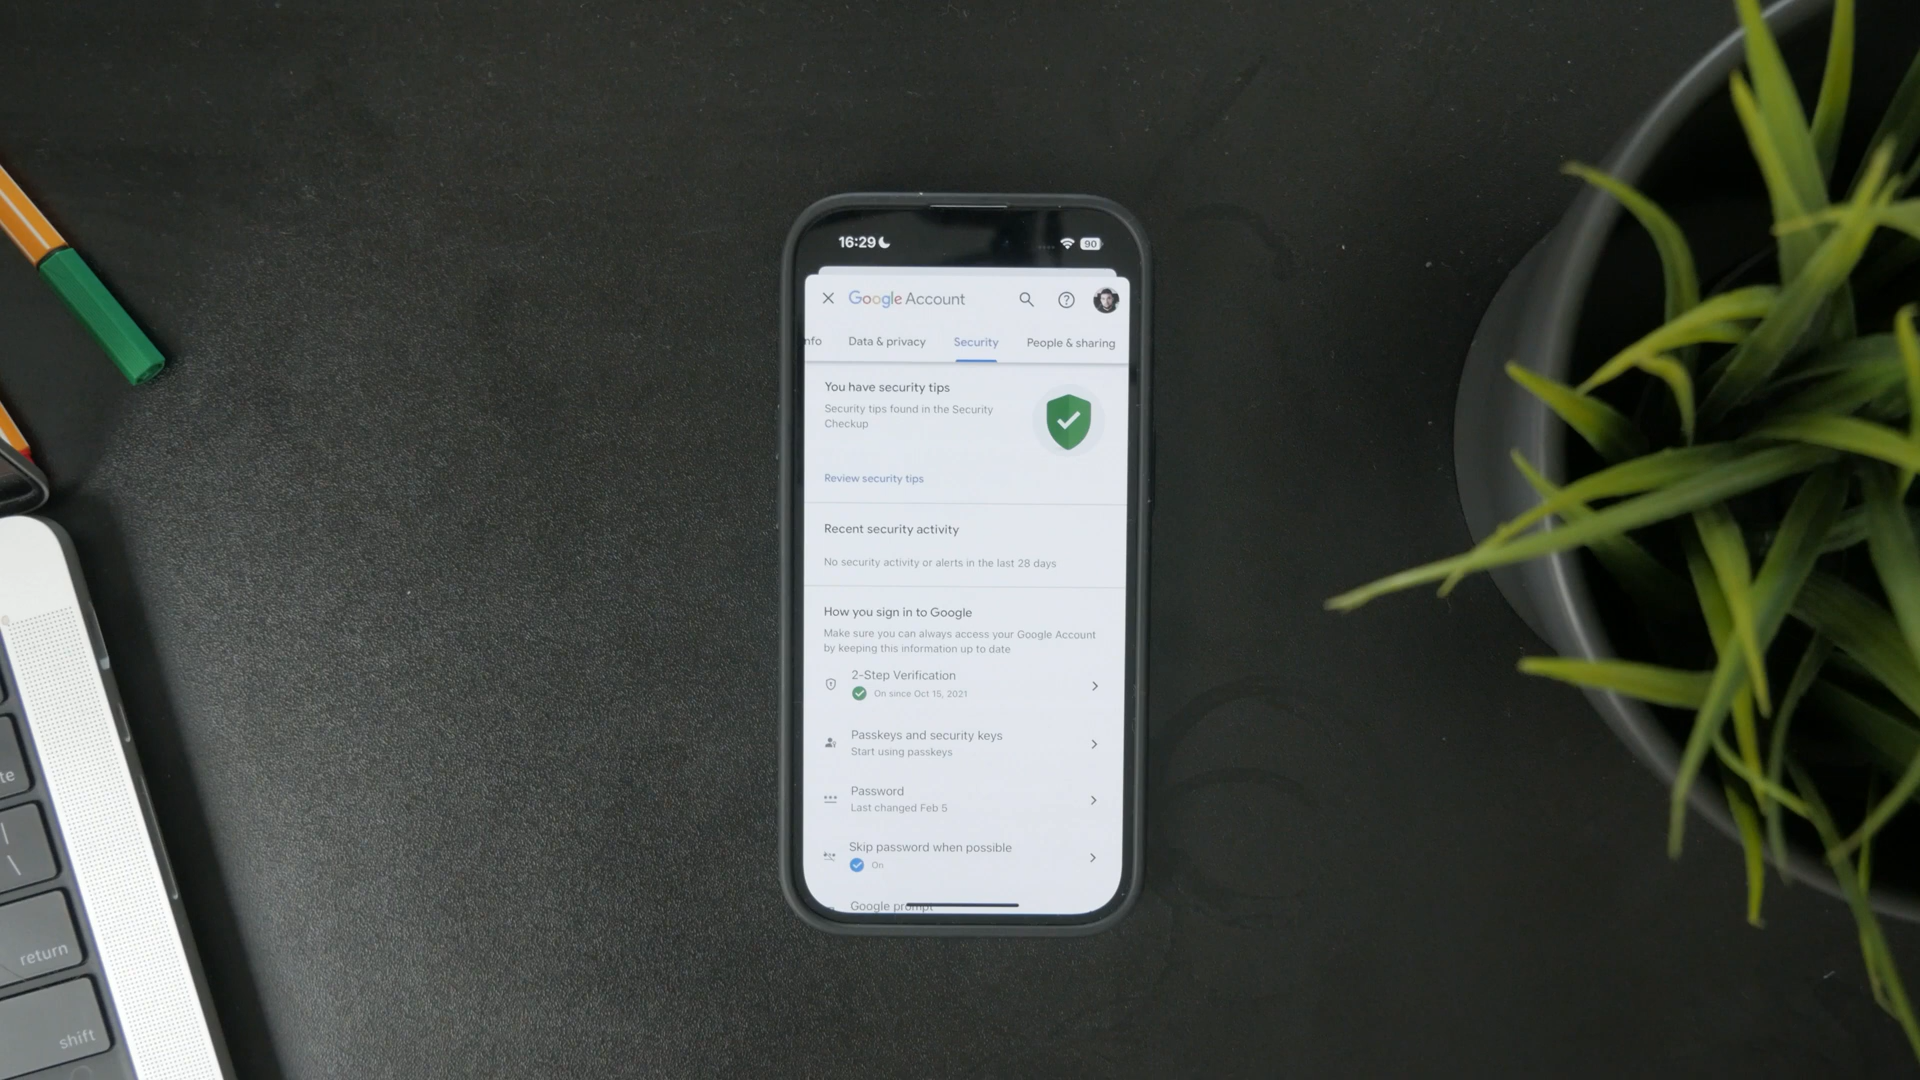 16:29
90
Google Account
nfo
Data & privacy
Security
People & sharing
You have security tips
Security tips found in the Security
Checkup
Review security tips
Recent security activity
No security activity or alerts in the last 28 days
How you sign in to Google
Make sure you can always access your Google Account
by keeping this information up to date
2-Step Verification
On since Oct 15, 2021
Passkeys and security keys
Start using passkeys
Password
Last changed Feb 5
Skip password when possible
On
Google prompt
te
|
\
return
shift